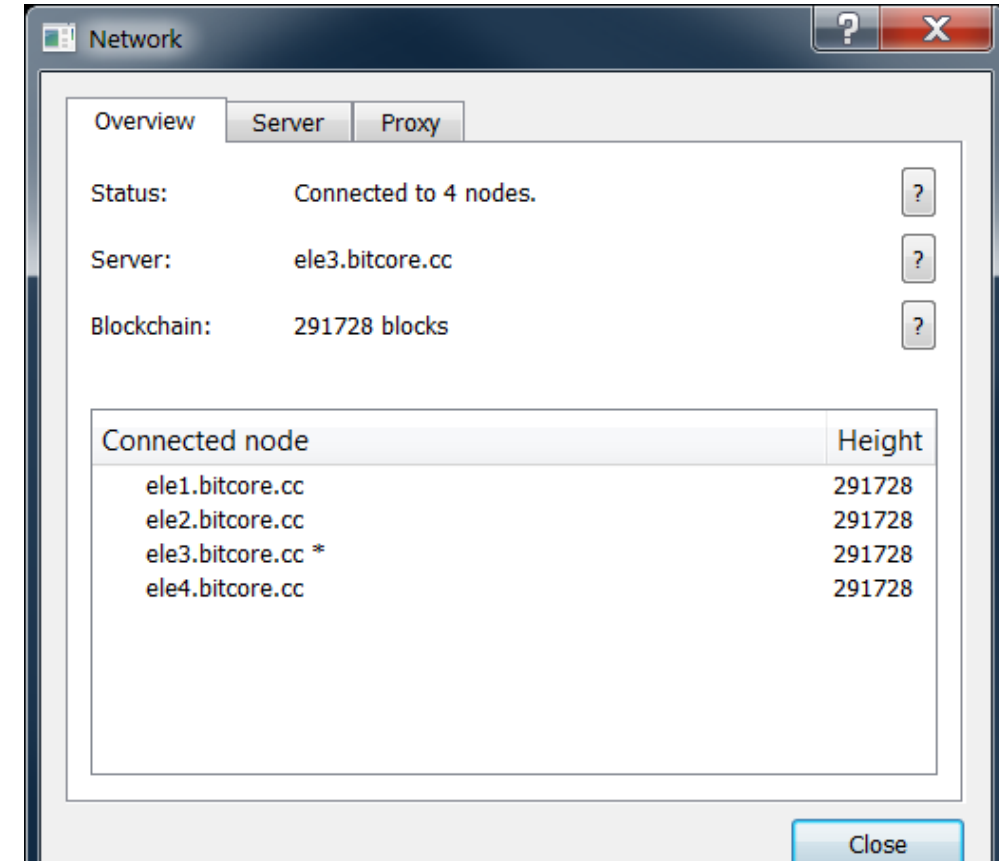 Network
? X
Overview Server Proxy
Status: Connected to 4 nodes. ?
Server: ele3.bitcore.cc ?
Blockchain: 291728 blocks ?
Connected node Height
ele1.bitcore.cc 291728
ele2.bitcore.cc 291728
ele3.bitcore.cc * 291728
ele4.bitcore.cc 291728
Close